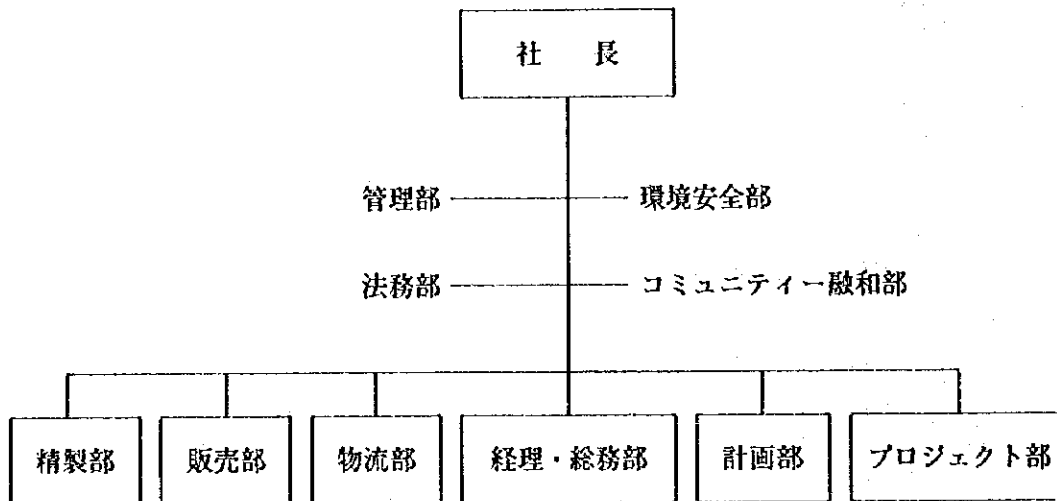 社 長
管理部 環境安全部
法務部 コミュニティー融和部
精製部 販売部 物流部 経理・総務部 計画部 プロジェクト部